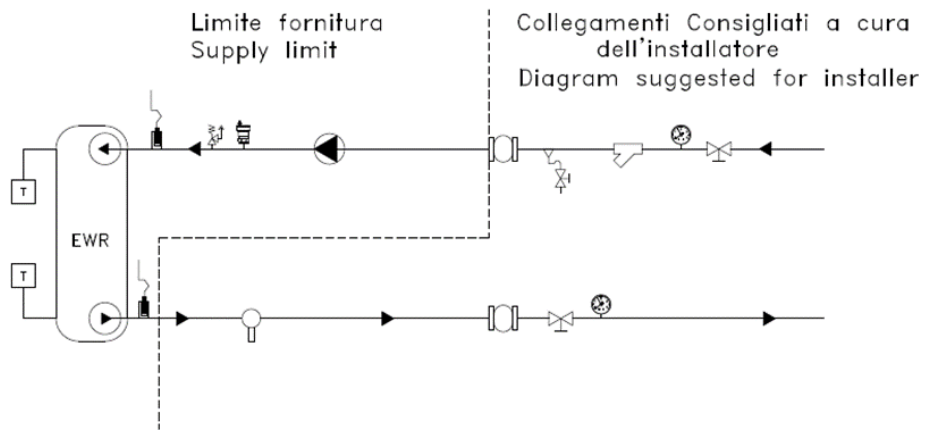 Limite fornitura
Supply limit
Collegamenti Consigliati a cura
dell'installatore
Diagram suggested for installer
T
EWR
T